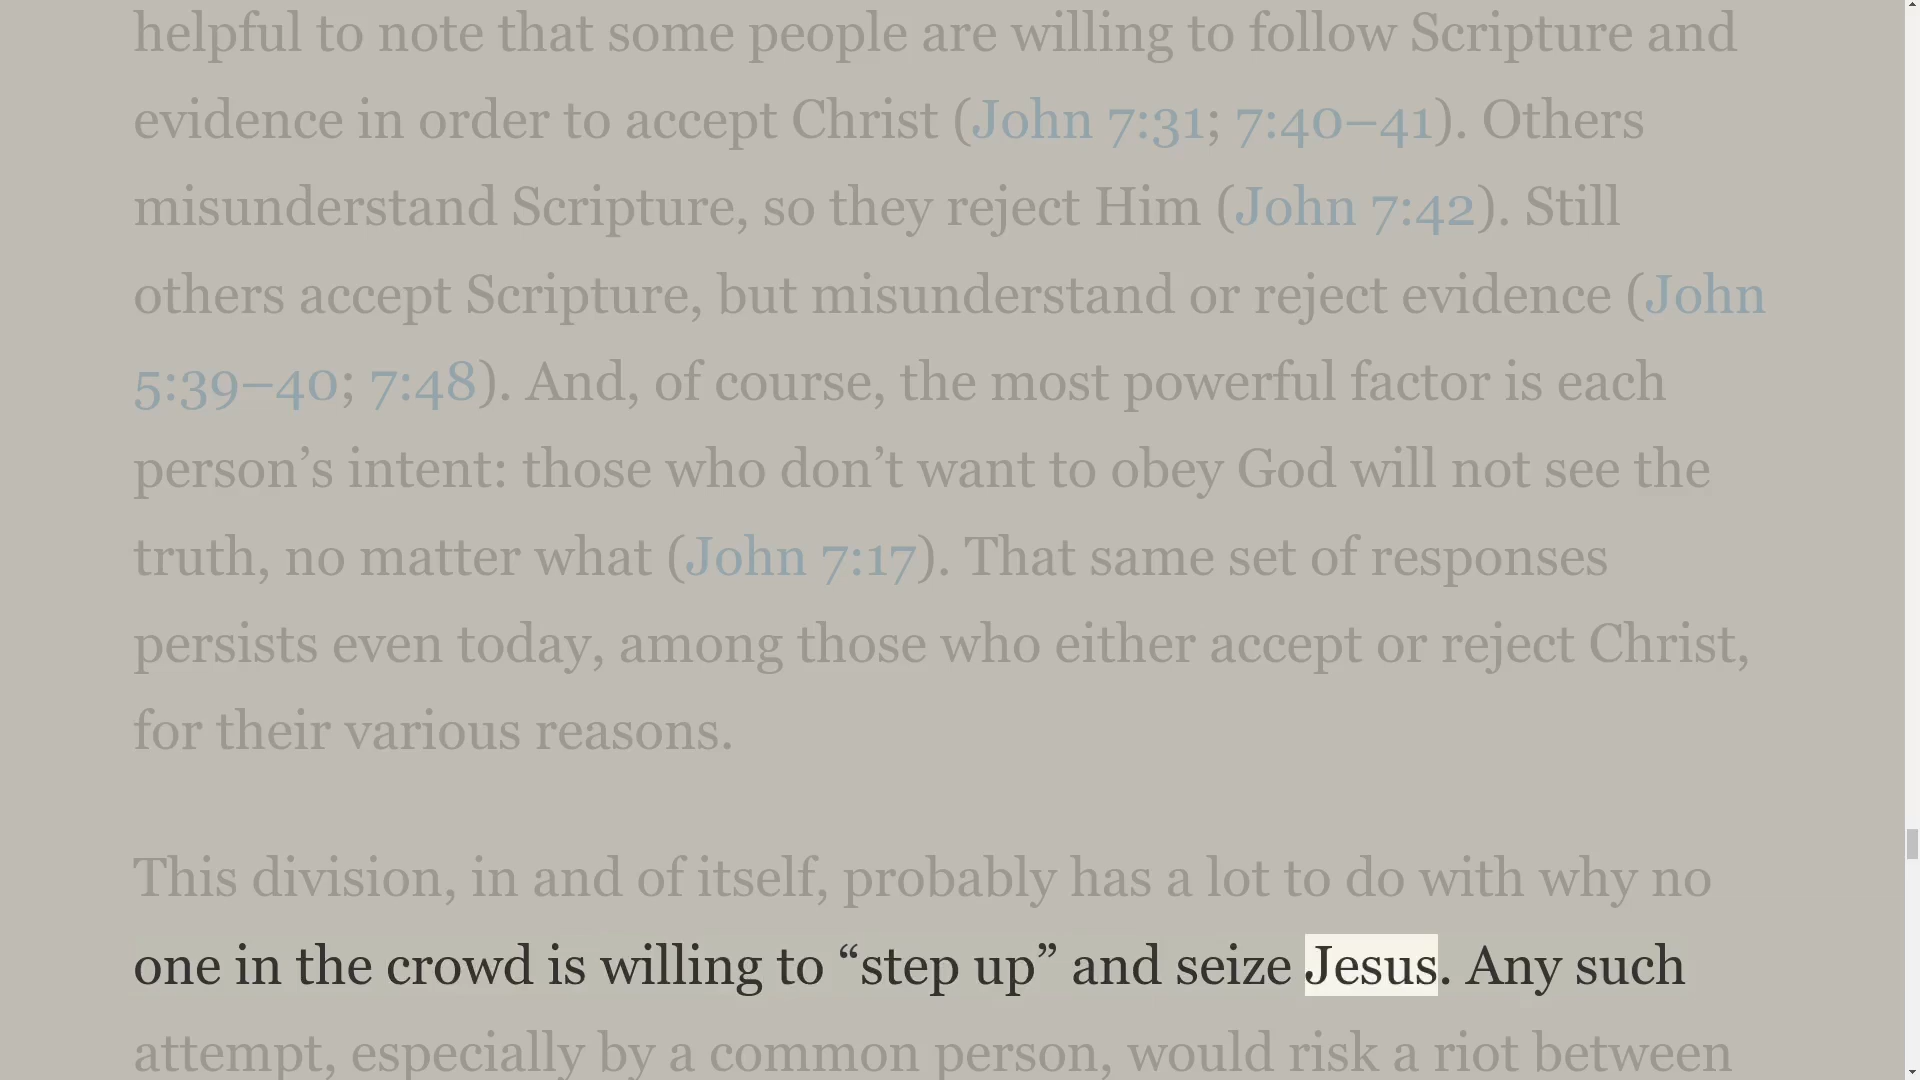 helpful to note that some people are willing to follow Scripture and
evidence in order to accept Christ (John 7:31; 7:40–41). Others
misunderstand Scripture, so they reject Him (John 7:42). Still
others accept Scripture, but misunderstand or reject evidence (John
5:39–40; 7:48). And, of course, the most powerful factor is each
person’s intent: those who don’t want to obey God will not see the
truth, no matter what (John 7:17). That same set of responses
persists even today, among those who either accept or reject Christ,
for their various reasons.
This division, in and of itself, probably has a lot to do with why no
one in the crowd is willing to “step up” and seize Jesus. Any such
attempt, especially by a common person, would risk a riot between